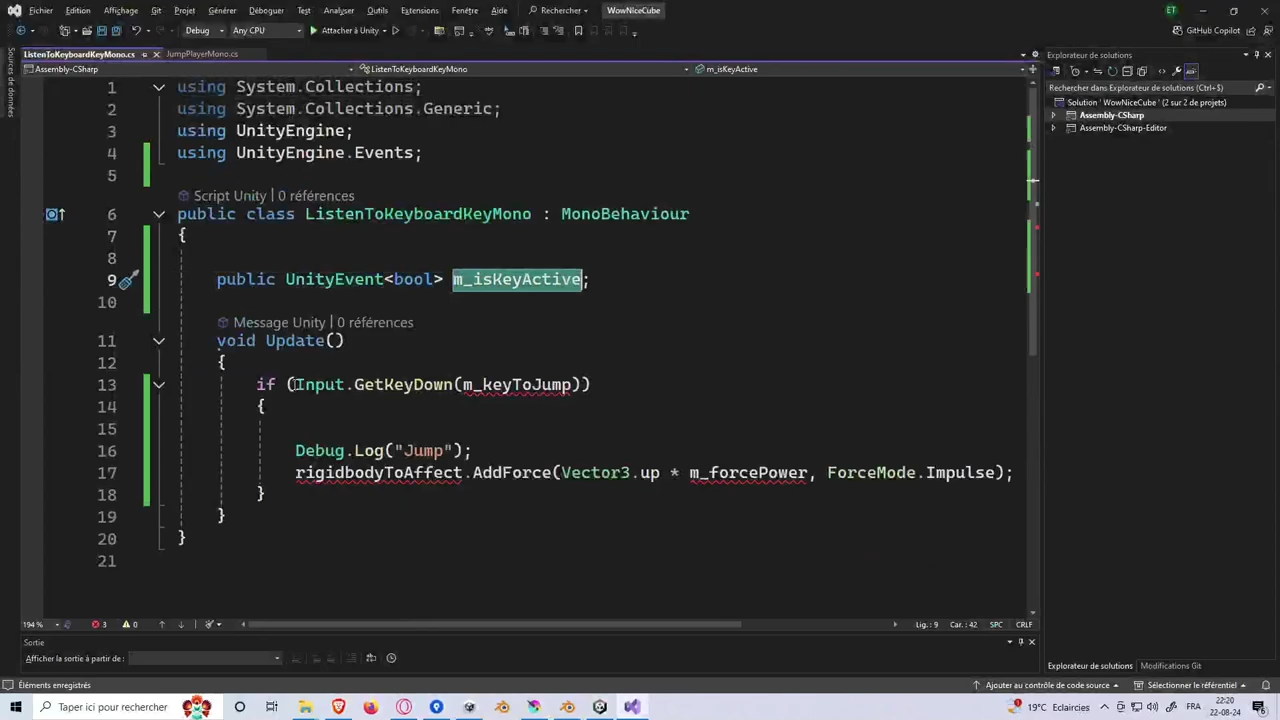 Fichier Edition Affichage Git Projet Générer Déboguer Test Analyser Outils Extensions Fenêtre Aide Rechercher WowNiceCube
Debug Any CPU Attacher à Unity GitHub Copilot
ListenToKeyboardKeyMono.cs JumpPlayerMono.cs
Assembly-CSharp ListenToKeyboardKeyMono m_isKeyActive
Sources de données
1 using System.Collections;
2 using System.Collections.Generic;
3 using UnityEngine;
4 using UnityEngine.Events;
5
Script Unity | 0 références
6 public class ListenToKeyboardKeyMono : MonoBehaviour
7 {
8
9 public UnityEvent<bool> m_isKeyActive;
10
Message Unity | 0 références
11 void Update()
12 {
13 if (Input.GetKeyDown(m_keyToJump))
14 {
15
16 Debug.Log("Jump");
17 rigidbodyToAffect.AddForce(Vector3.up * m_forcePower, ForceMode.Impulse);
18 }
19 }
20 }
21
194 % 3 0 Lig : 9 Car : 42 SPC CRLF
Sortie
Afficher la sortie à partir de :
Explorateur de solutions
Rechercher dans Explorateur de solutions (Ctrl+$)
Solution ' WowNiceCube ' (2 sur 2 de projets)
Assembly-CSharp
Assembly-CSharp-Editor
Explorateur de solutions Modifications Git
Éléments enregistrés Ajouter au contrôle de code source Sélectionner le référentiel
Taper ici pour rechercher 19°C Eclaircies FRA 22:20
22-08-24